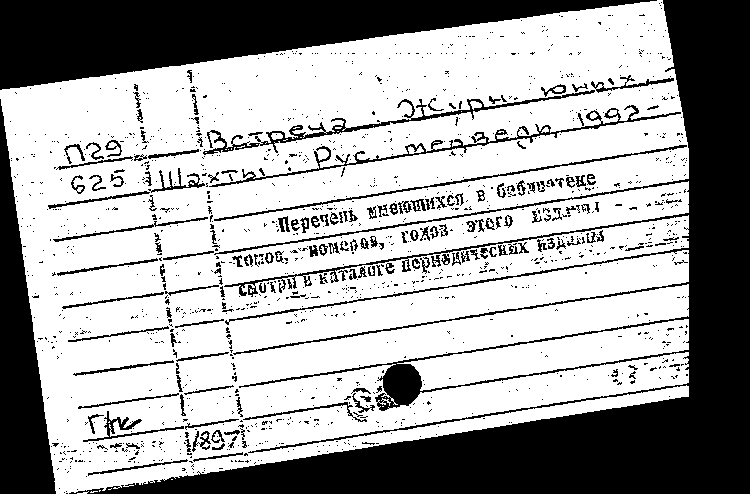 П29 Встреча : Журн. юных. -
625 Шахты : Рус. медведь, 1992-
Перечень имеющихся в библиотеке
томов, номеров, годов этого издания
смотри в каталоге периодических изданий
Г/к
1897